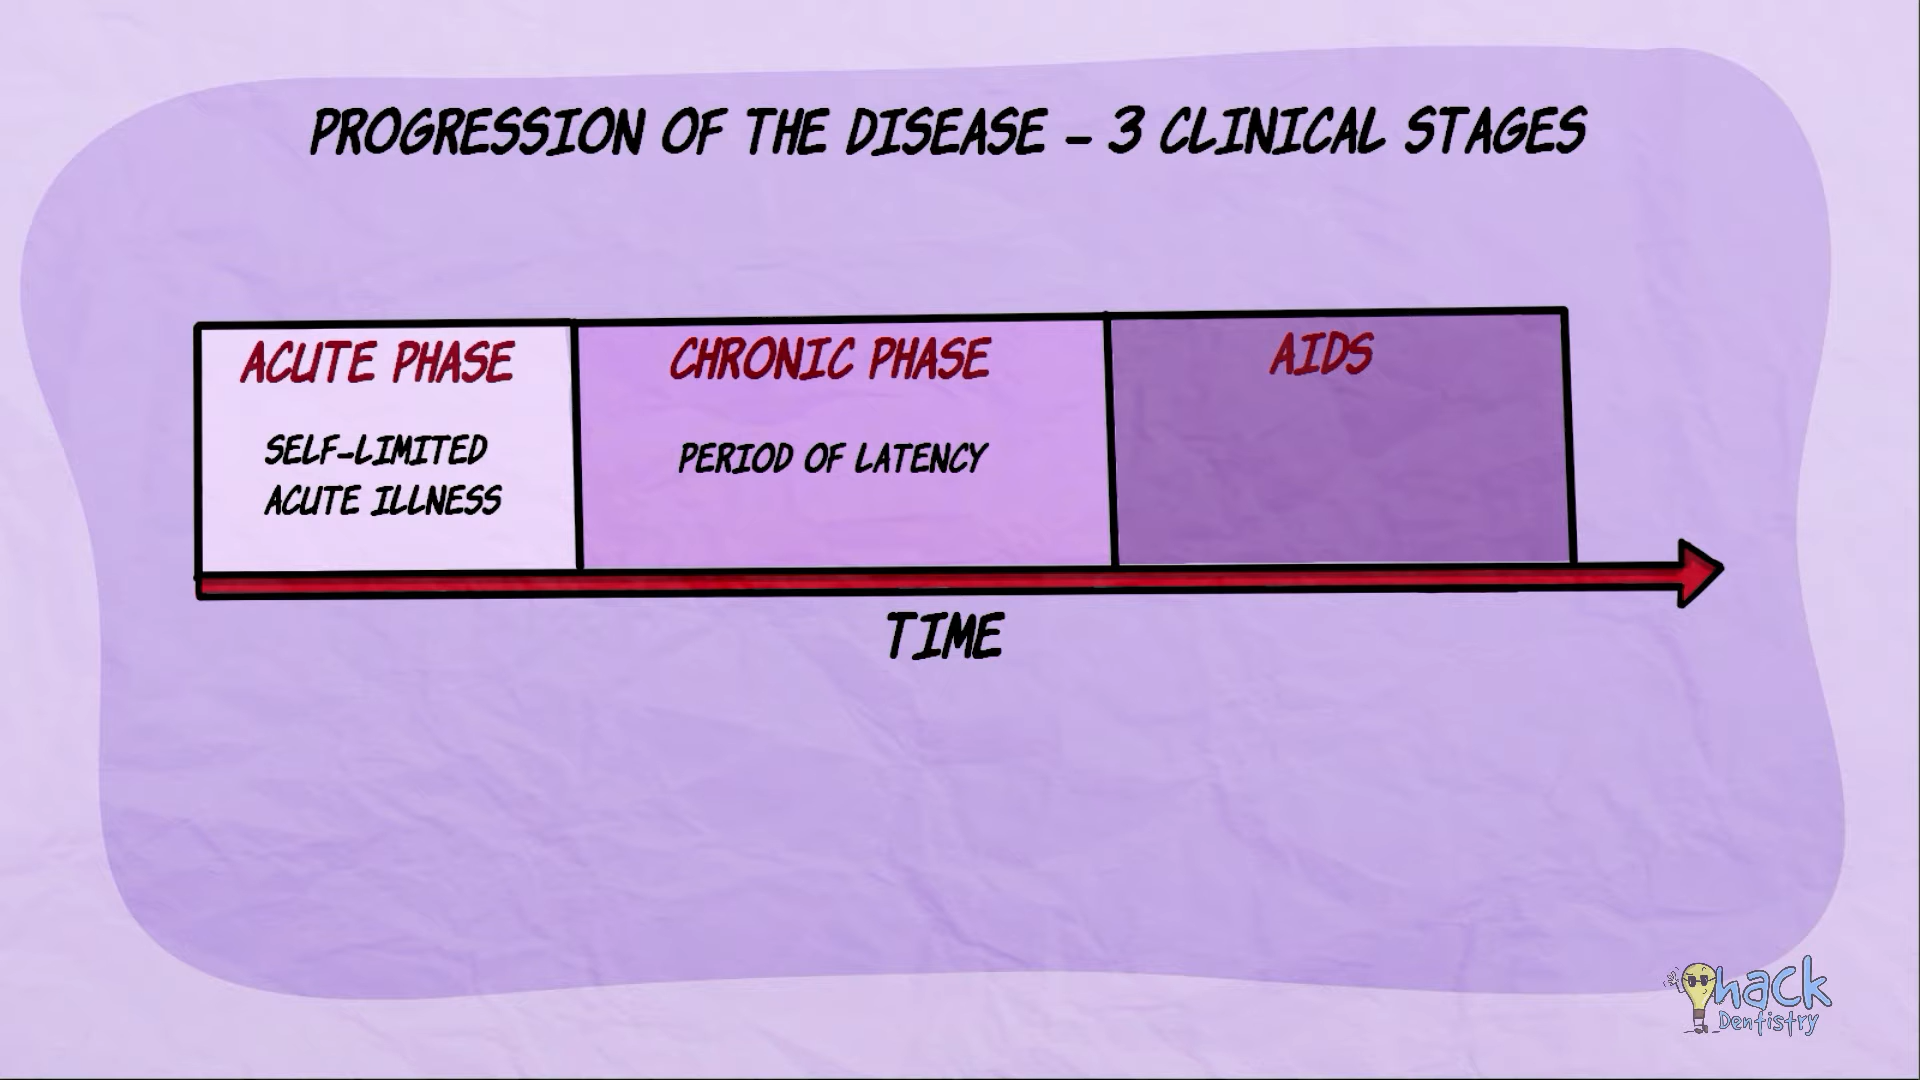 PROGRESSION OF THE DISEASE - 3 CLINICAL STAGES
ACUTE PHASE
SELF-LIMITED
ACUTE ILLNESS
CHRONIC PHASE
PERIOD OF LATENCY
AIDS
TIME
hack
Dentistry